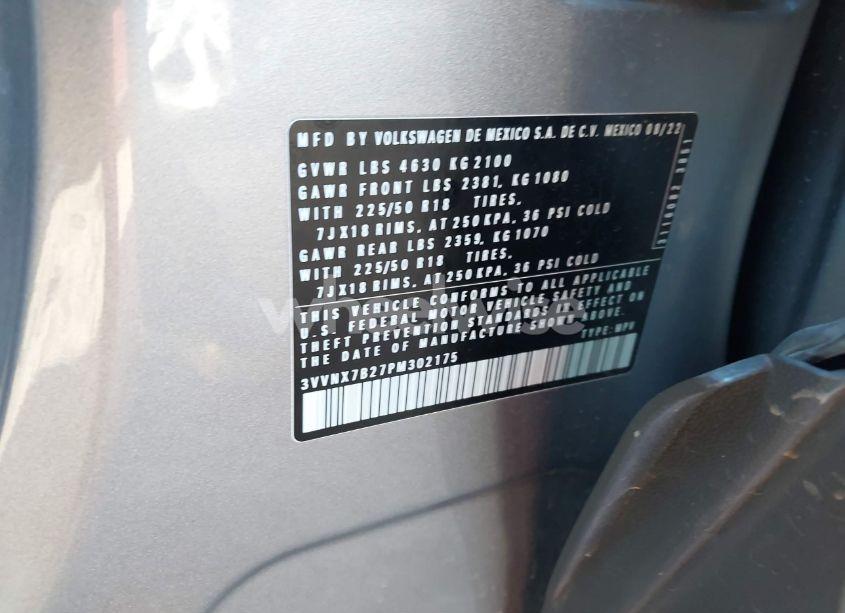 MFD BY VOLKSWAGEN DE MEXICO S.A. DE C.V. MEXICO 08/22
GVWR LBS 4630 KG 2100
GAWR FRONT LBS 2381, KG 1080
WITH 225/50 R18 TIRES,
7JX18 RIMS, AT 250 KPA, 36 PSI COLD
GAWR REAR LBS 2359, KG 1070
WITH 225/50 R18 TIRES,
7JX18 RIMS, AT 250 KPA, 36 PSI COLD
THIS VEHICLE CONFORMS TO ALL APPLICABLE
U.S. FEDERAL MOTOR VEHICLE SAFETY AND
THEFT PREVENTION STANDARDS IN EFFECT ON
THE DATE OF MANUFACTURE SHOWN ABOVE.
TYPE: MPV
3VVNX7B27PM302175
wheelwise